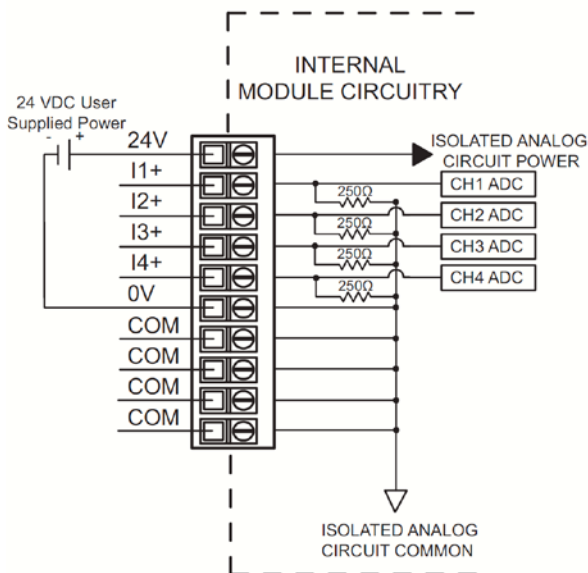 INTERNAL
MODULE CIRCUITRY
24 VDC User
Supplied Power
- +
24V
I1+
I2+
I3+
I4+
0V
COM
COM
COM
COM
ISOLATED ANALOG
CIRCUIT POWER
250Ω
CH1 ADC
250Ω
CH2 ADC
250Ω
CH3 ADC
250Ω
CH4 ADC
ISOLATED ANALOG
CIRCUIT COMMON